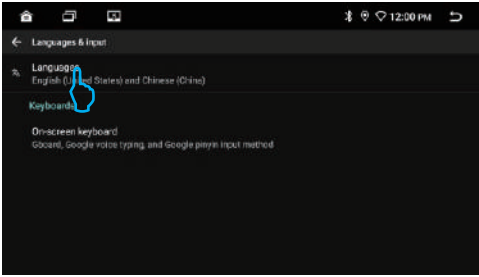 12:00 PM
Languages & input
Languages
English (United States) and Chinese (China)
Keyboards
On-screen keyboard
Gboard, Google voice typing, and Google pinyin input method